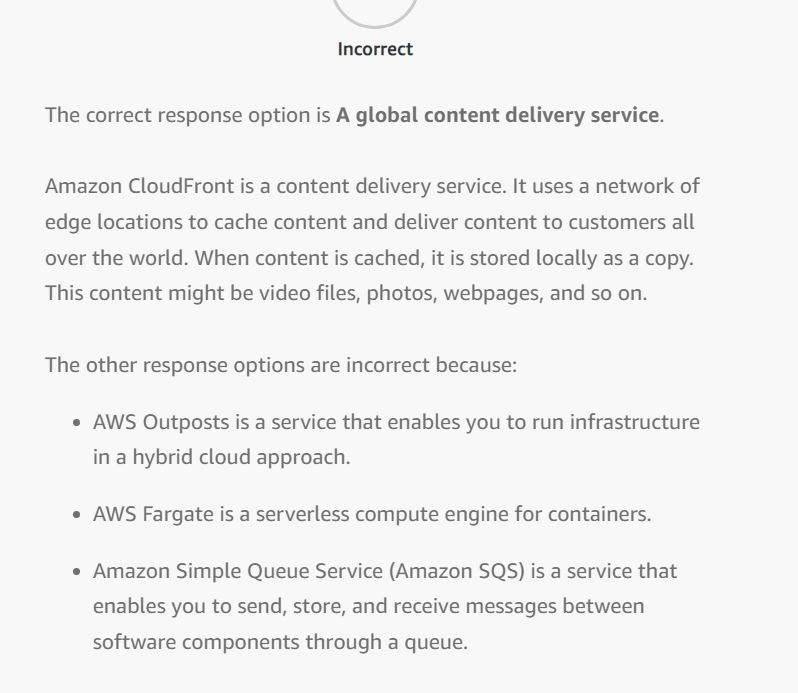 Incorrect
The correct response option is A global content delivery service.
Amazon CloudFront is a content delivery service. It uses a network of
edge locations to cache content and deliver content to customers all
over the world. When content is cached, it is stored locally as a copy.
This content might be video files, photos, webpages, and so on.
The other response options are incorrect because:
• AWS Outposts is a service that enables you to run infrastructure
in a hybrid cloud approach.
• AWS Fargate is a serverless compute engine for containers.
• Amazon Simple Queue Service (Amazon SQS) is a service that
enables you to send, store, and receive messages between
software components through a queue.